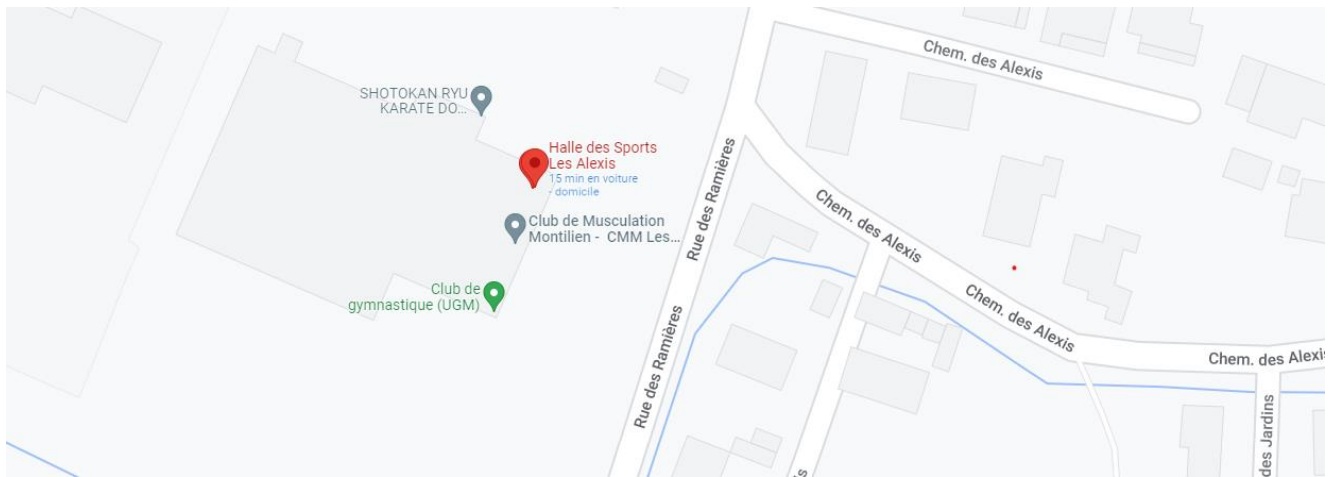 Chem. des Alexis
SHOTOKAN RYU
KARATE DO...
Halle des Sports
Les Alexis
15 min en voiture
- domicile
Rue des Ramières
Chem. des Alexis
Club de Musculation
Montilien - CMM Les...
Club de
gymnastique (UGM)
Chem. des Alexis
Rue des Ramières
Chem. des Alexis
des Jardins